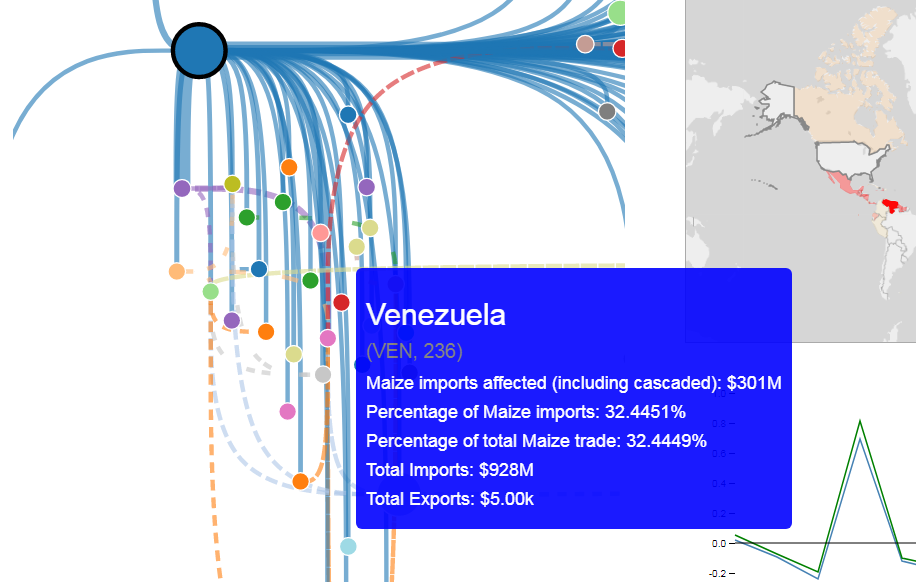 Venezuela
(VEN, 236)
Maize imports affected (including cascaded): $301M
Percentage of Maize imports: 32.4451%
Percentage of total Maize trade: 32.4449%
Total Imports: $928M
Total Exports: $5.00k
1.0
0.8
0.6
0.4
0.2
0.0
-0.2